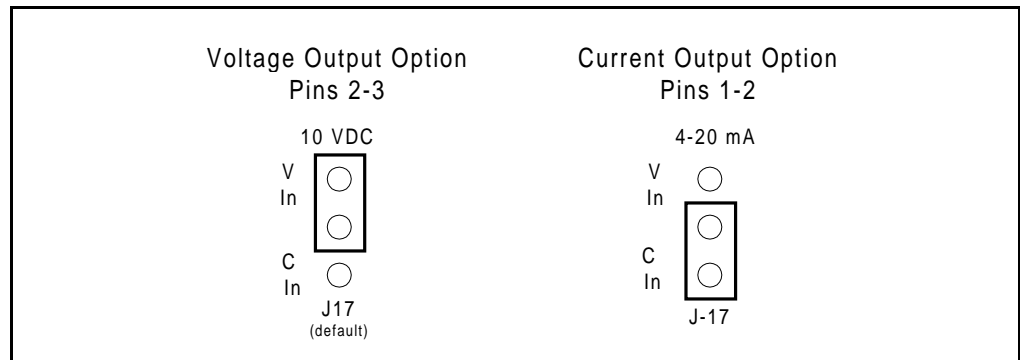 Voltage Output Option
Pins 2-3
10 VDC
V
In
C
In
J17
(default)
Current Output Option
Pins 1-2
4-20 mA
V
In
C
In
J-17